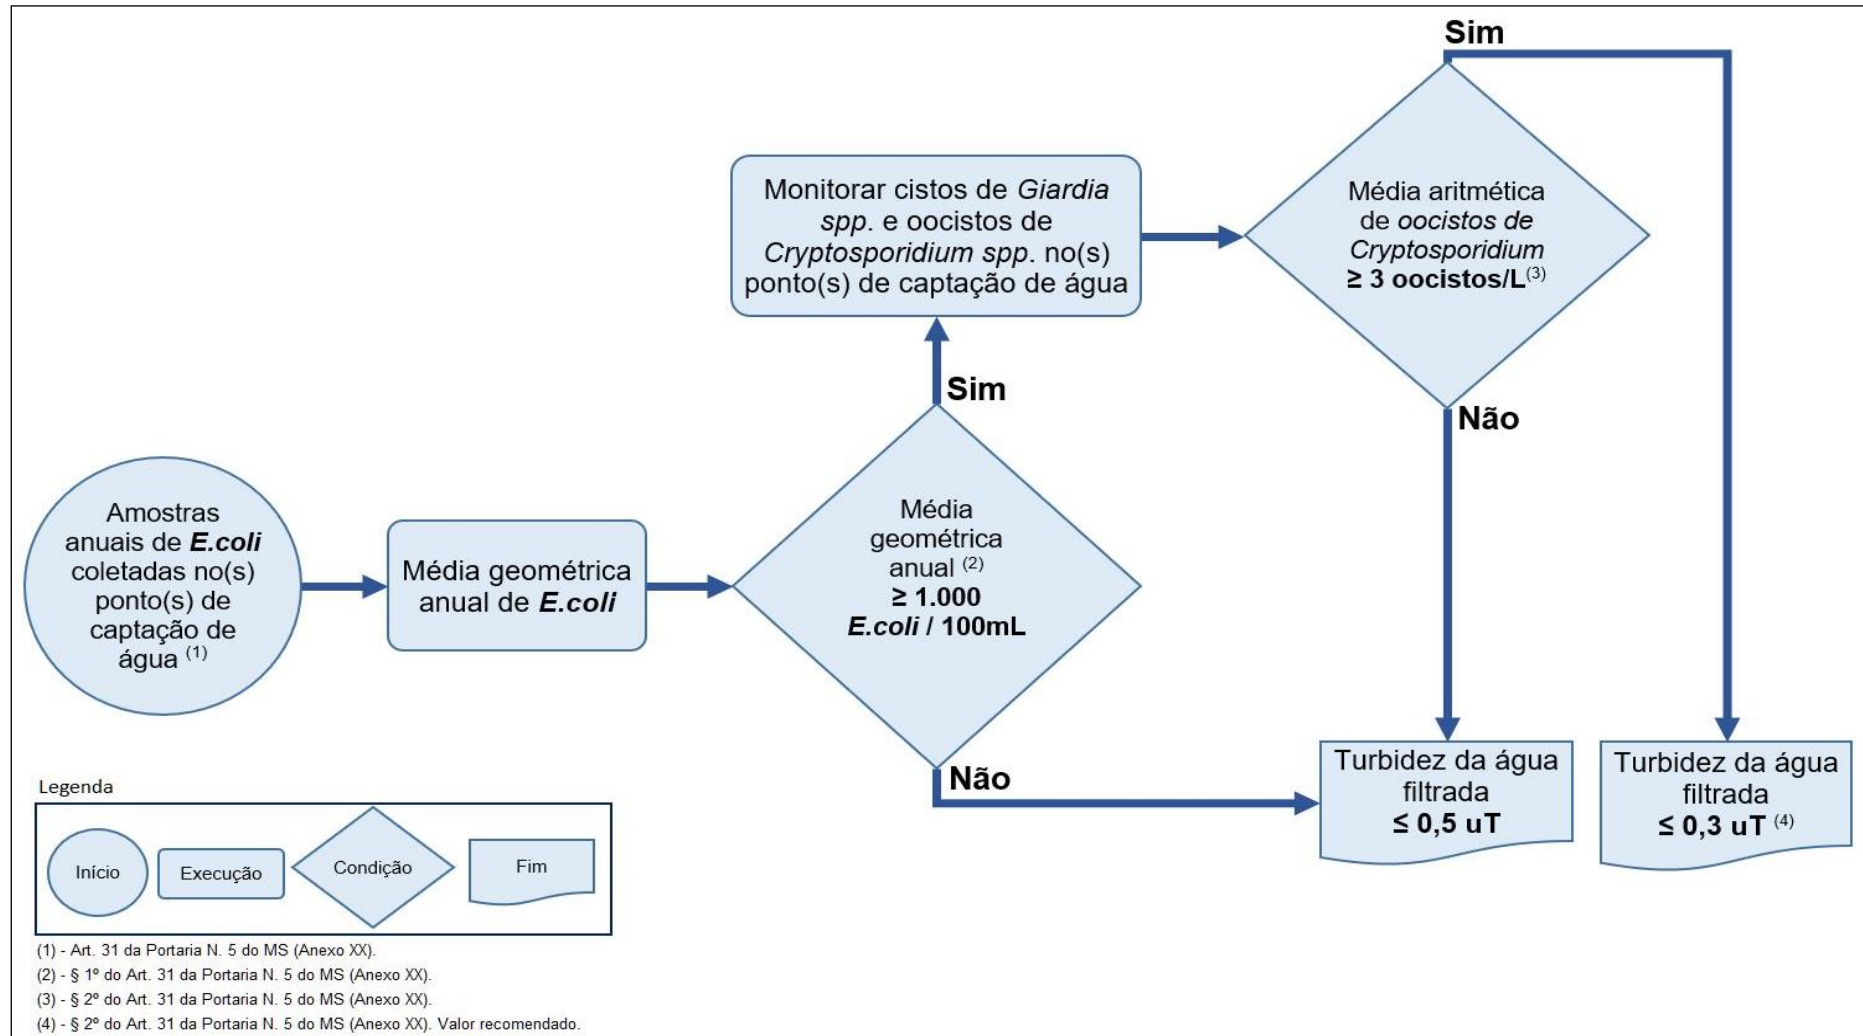 Amostras
anuais de E.coli
coletadas no(s)
ponto(s) de
captação de
água (1)
Média geométrica
anual de E.coli
Média
geométrica
anual (2)
≥ 1.000
E.coli / 100mL
Sim
Não
Monitorar cistos de Giardia
spp. e oocistos de
Cryptosporidium spp. no(s)
ponto(s) de captação de água
Média aritmética
de oocistos de
Cryptosporidium
≥ 3 oocistos/L(3)
Sim
Não
Turbidez da água
filtrada
≤ 0,5 uT
Turbidez da água
filtrada
≤ 0,3 uT (4)
Legenda
Início
Execução
Condição
Fim
(1) - Art. 31 da Portaria N. 5 do MS (Anexo XX).
(2) - § 1º do Art. 31 da Portaria N. 5 do MS (Anexo XX).
(3) - § 2º do Art. 31 da Portaria N. 5 do MS (Anexo XX).
(4) - § 2º do Art. 31 da Portaria N. 5 do MS (Anexo XX). Valor recomendado.